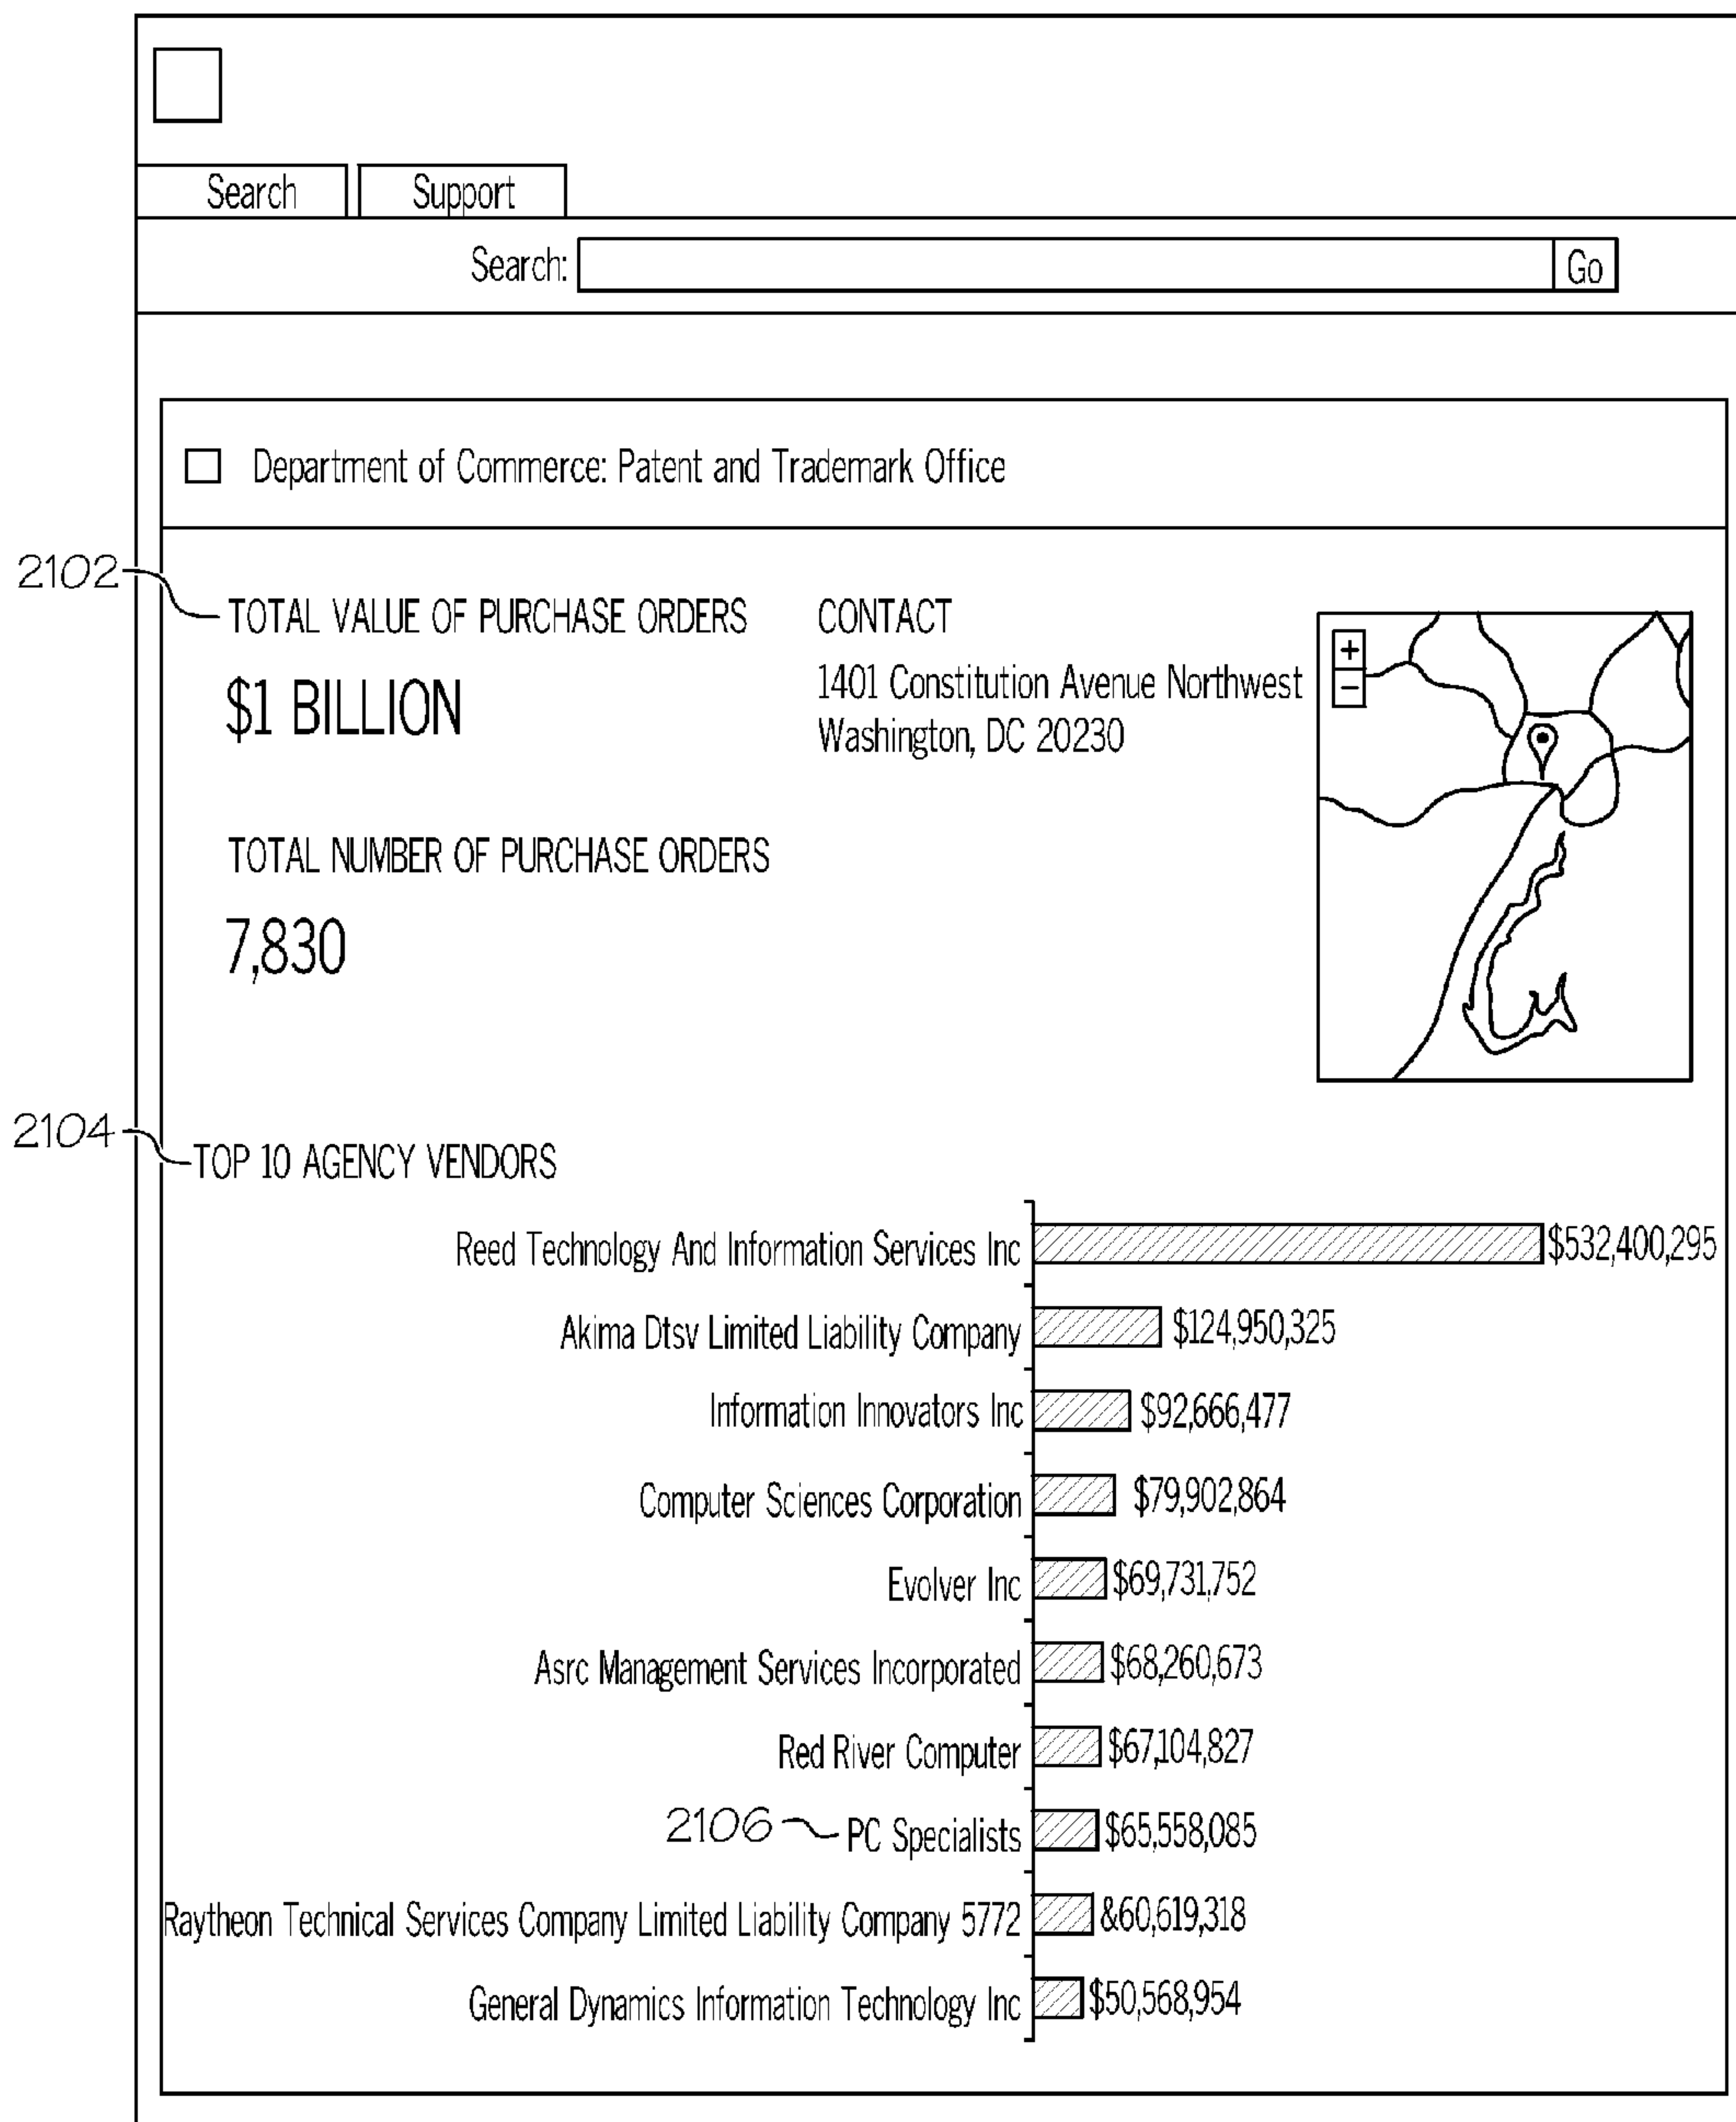 Search
Support
Search:
Go
Department of Commerce: Patent and Trademark Office
2102
TOTAL VALUE OF PURCHASE ORDERS
$1 BILLION
CONTACT
1401 Constitution Avenue Northwest
Washington, DC 20230
+
−
TOTAL NUMBER OF PURCHASE ORDERS
7,830
2104
TOP 10 AGENCY VENDORS
Reed Technology And Information Services Inc $532,400,295
Akima Dtsv Limited Liability Company $124,950,325
Information Innovators Inc $92,666,477
Computer Sciences Corporation $79,902,864
Evolver Inc $69,731,752
Asrc Management Services Incorporated $68,260,673
Red River Computer $67,104,827
2106 PC Specialists $65,558,085
Raytheon Technical Services Company Limited Liability Company 5772 &60,619,318
General Dynamics Information Technology Inc $50,568,954